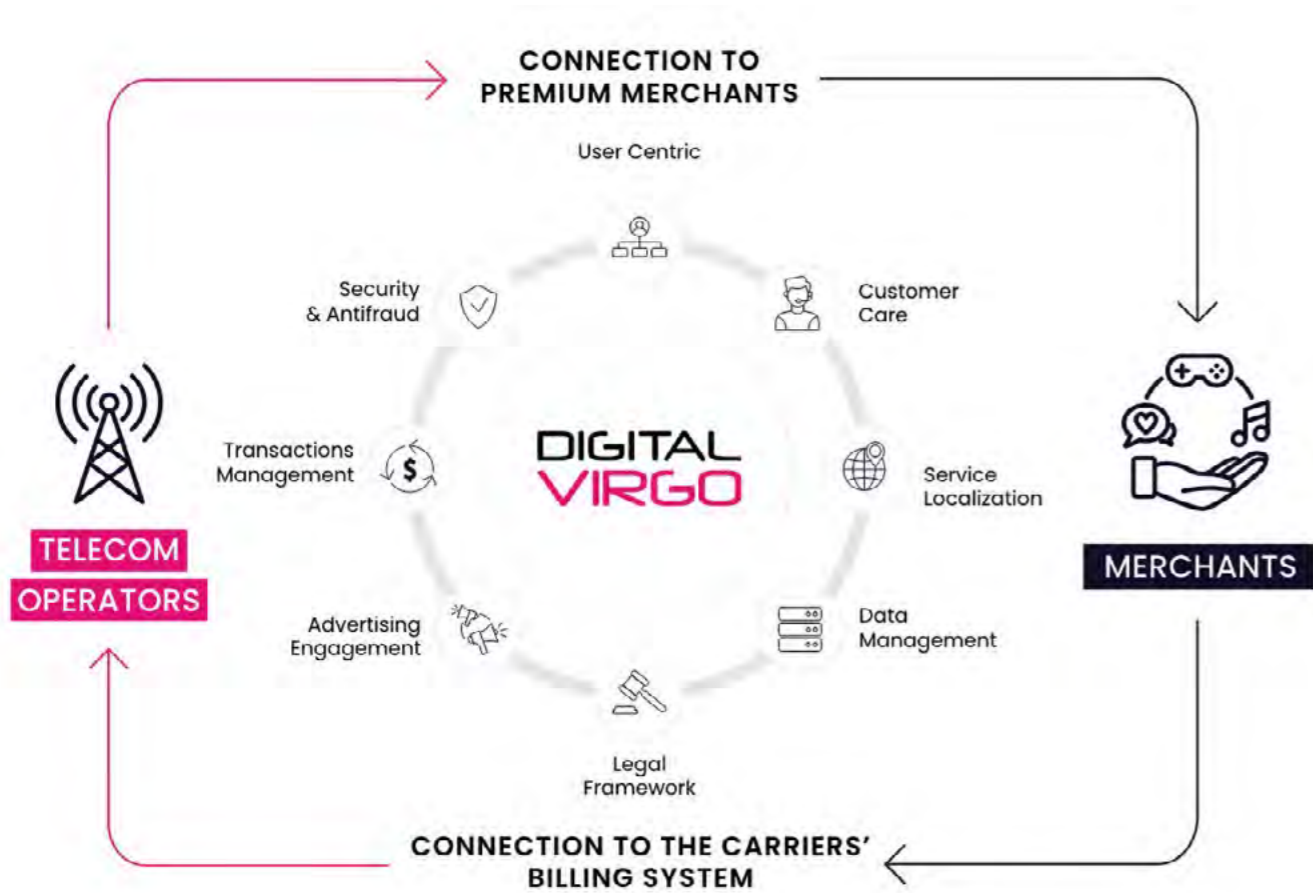 CONNECTION TO
PREMIUM MERCHANTS
User Centric
Security
& Antifraud
Customer
Care
Transactions
Management
DIGITAL
VIRGO
Service
Localization
TELECOM
OPERATORS
MERCHANTS
Advertising
Engagement
Data
Management
Legal
Framework
CONNECTION TO THE CARRIERS'
BILLING SYSTEM